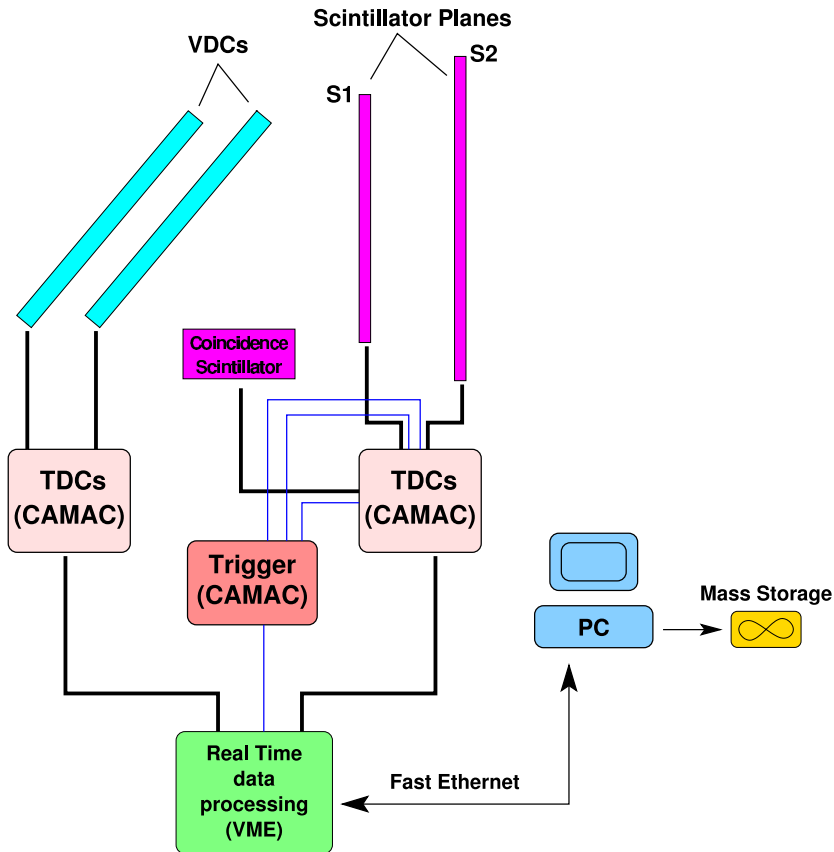 Scintillator Planes
VDCs
S2
S1
Coincidence
Scintillator
TDCs
(CAMAC)
TDCs
(CAMAC)
Trigger
(CAMAC)
Mass Storage
PC
Real Time
data
processing
(VME)
Fast Ethernet